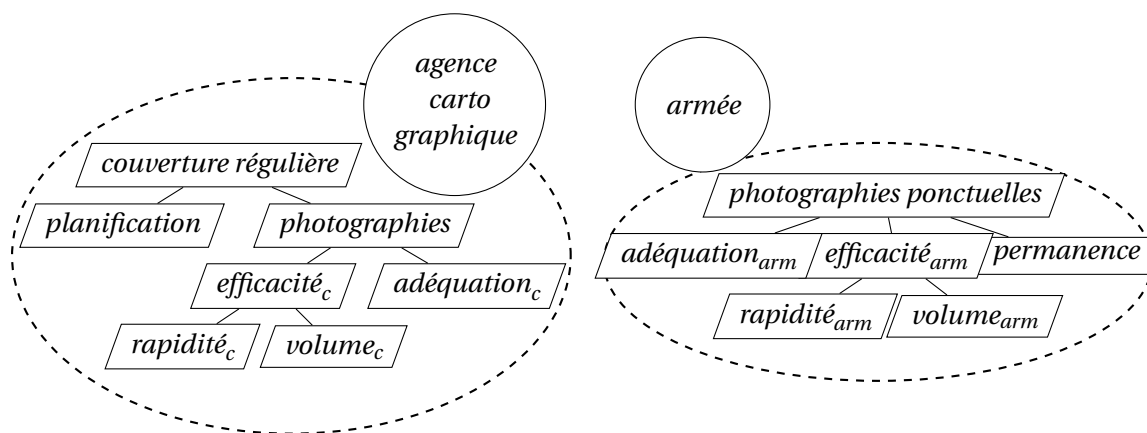 agence
carto
graphique
couverture régulière
planification
photographies
efficacité_c
adéquation_c
rapidité_c
volume_c
armée
photographies ponctuelles
adéquation_arm
efficacité_arm
permanence
rapidité_arm
volume_arm